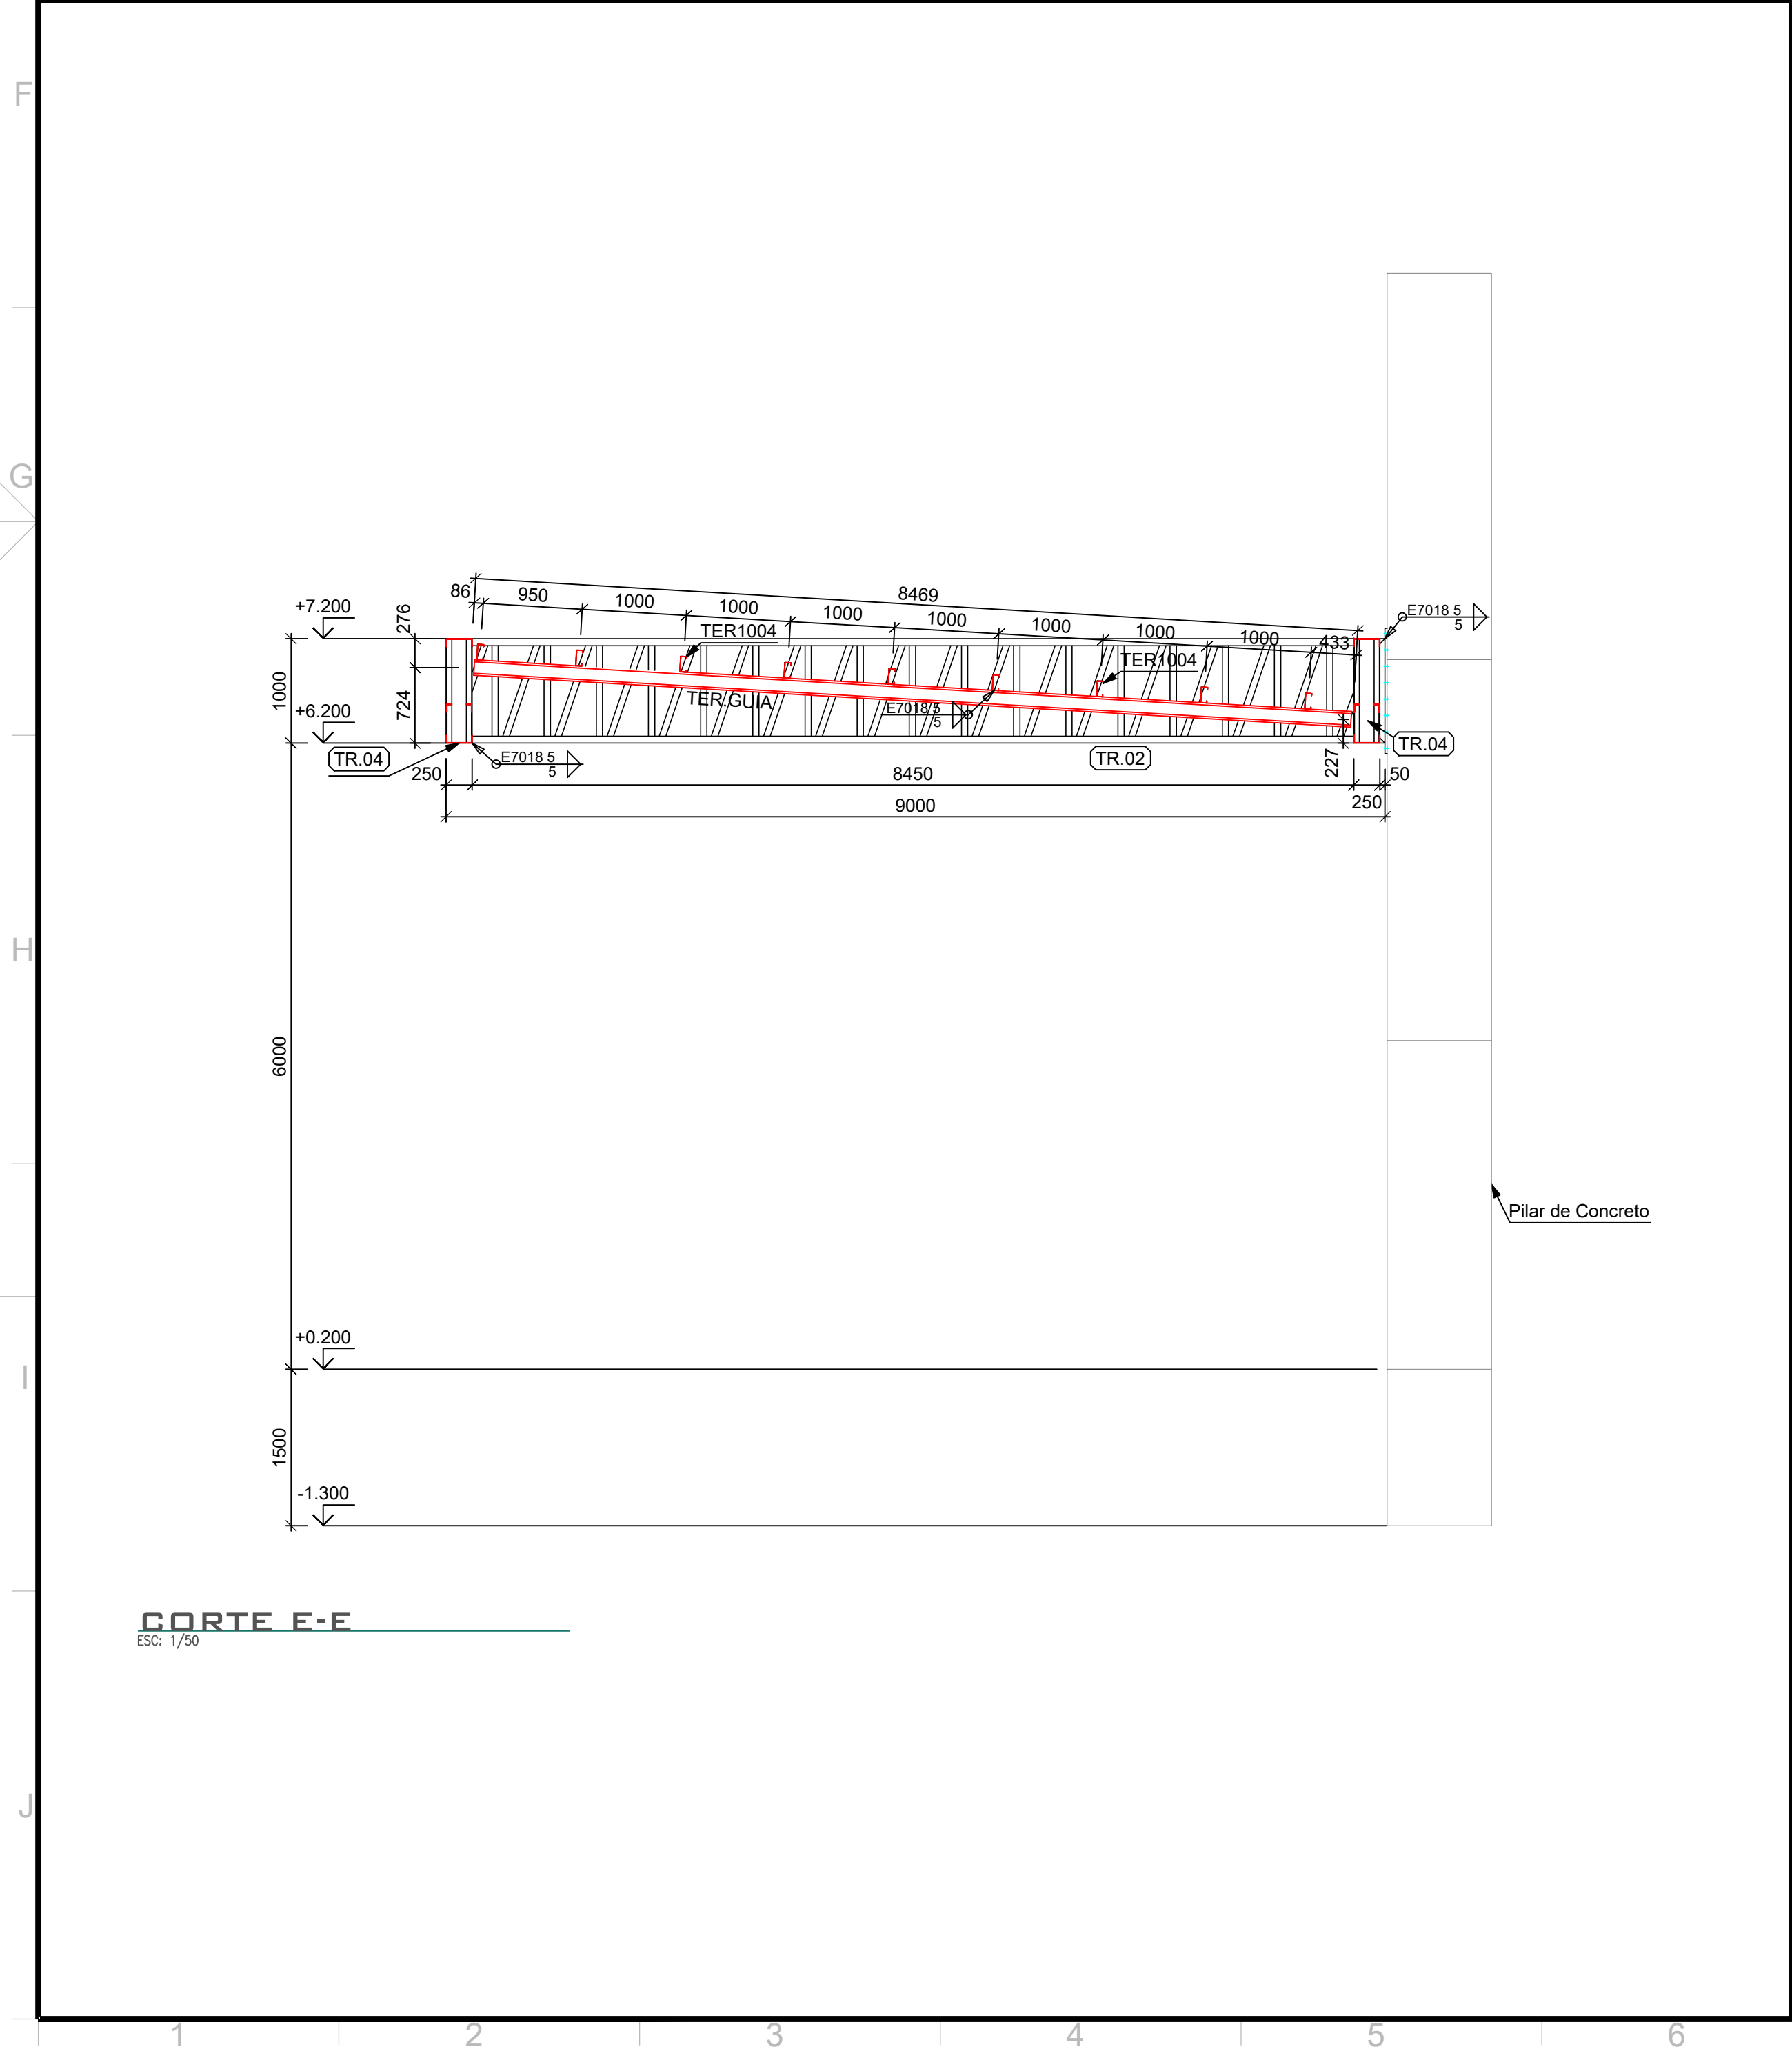 F
G
H
I
J
8469
86
950
1000
1000
1000
1000
1000
1000
1000
433
+7.200
276
TER1004
TER1004
E7018 5
5
1000
+6.200
724
TER.GUIA
E7018 5
5
TR.04
250
E7018 5
5
8450
TR.02
227
TR.04
50
250
9000
6000
Pilar de Concreto
+0.200
1500
-1.300
CORTE E-E
ESC: 1/50
1
2
3
4
5
6